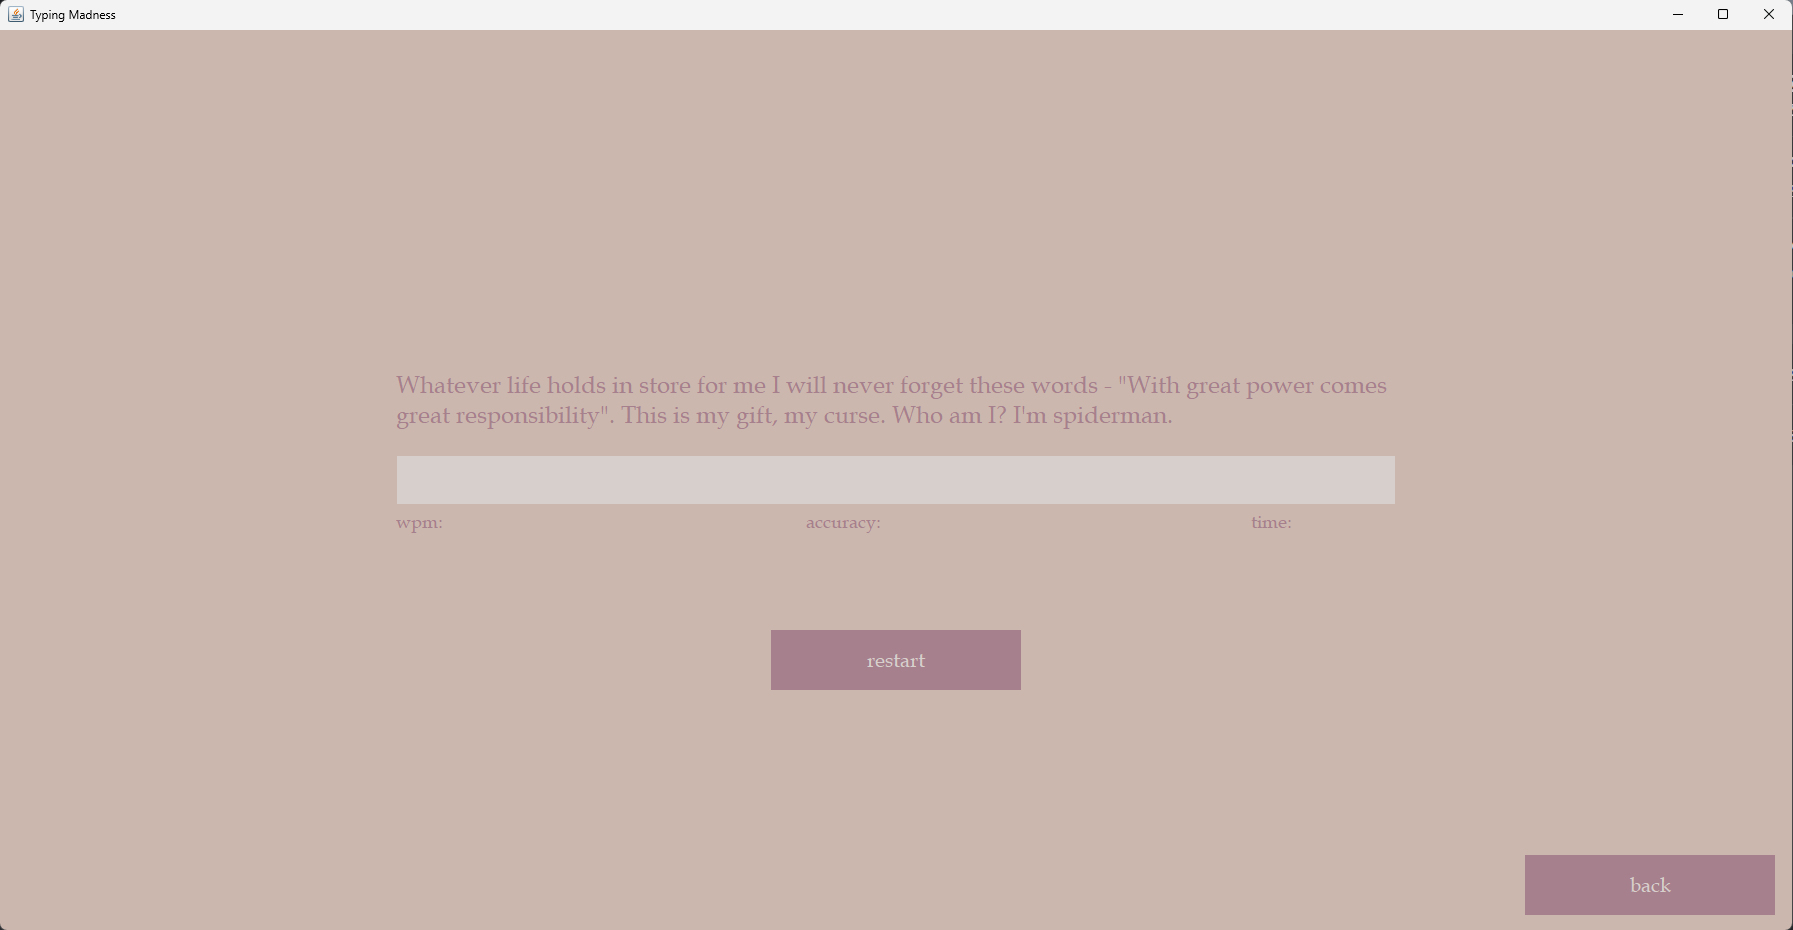 Typing Madness
Whatever life holds in store for me I will never forget these words - "With great power comes
great responsibility". This is my gift, my curse. Who am I? I'm spiderman.
wpm:
accuracy:
time:
restart
back